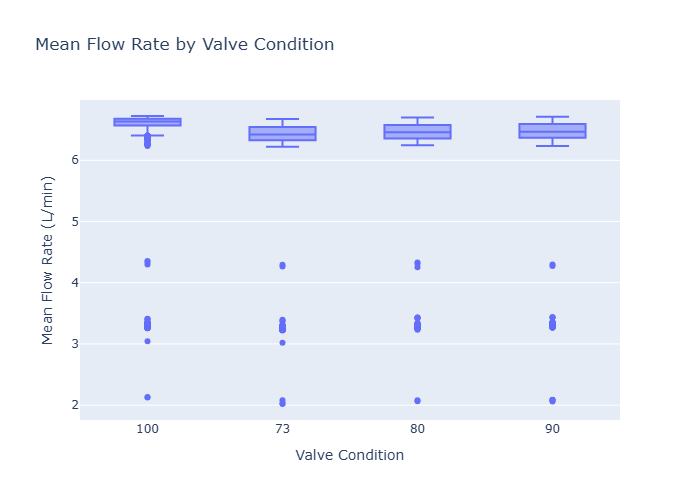 Mean Flow Rate by Valve Condition
Mean Flow Rate (L/min)
6
5
4
3
2
100 73 80 90
Valve Condition